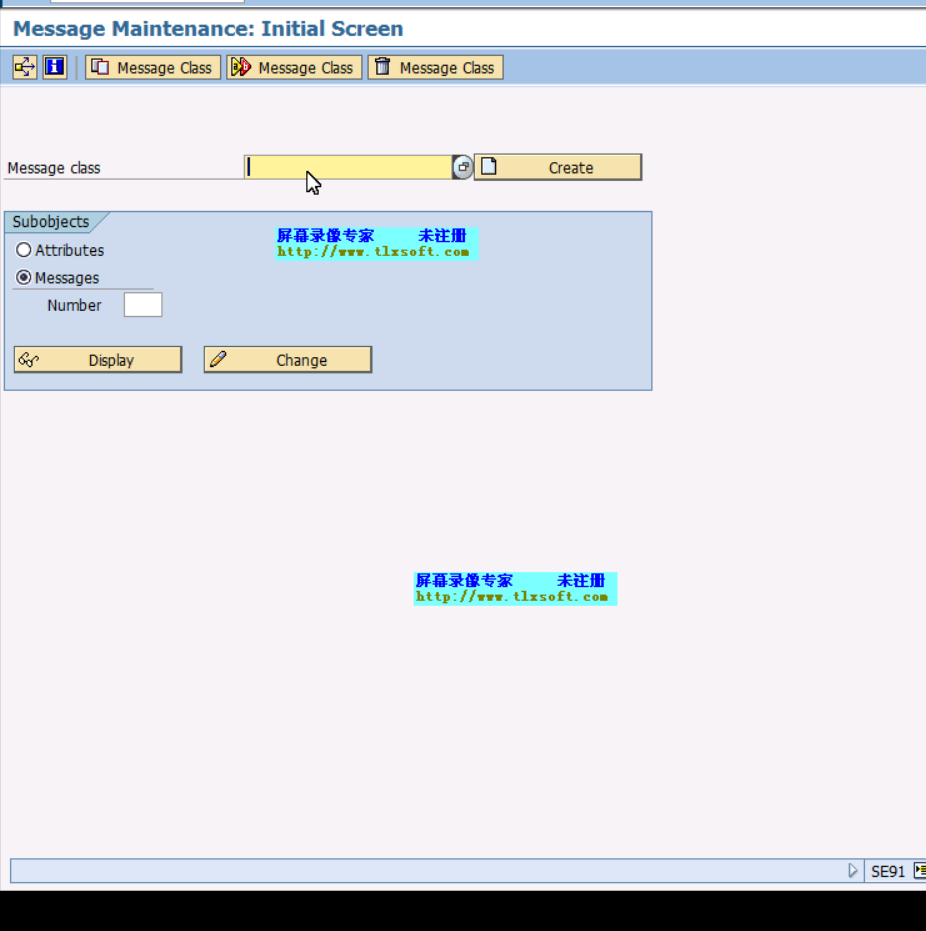 Message Maintenance: Initial Screen
Message Class Message Class Message Class
Message class Create
Subobjects
屏幕录像专家 未注册
http://www.tlxsoft.com
Attributes
Messages
Number
Display Change
屏幕录像专家 未注册
http://www.tlxsoft.com
SE91